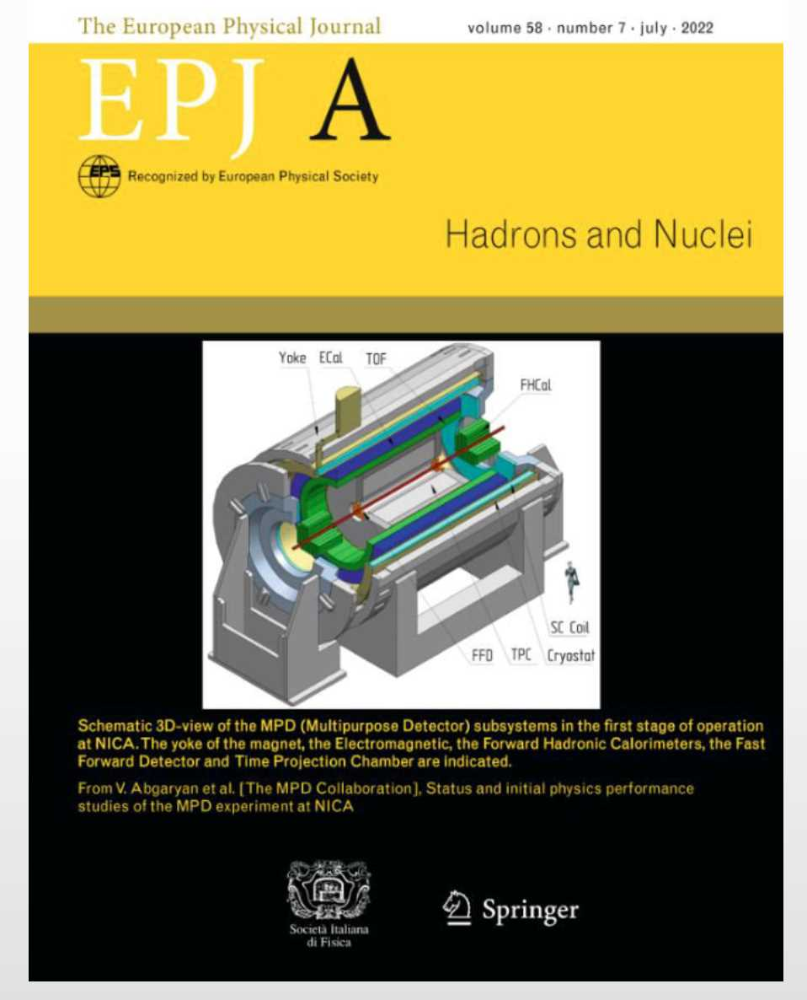 The European Physical Journal
volume 58 · number 7 · july · 2022
EPJ A
EPS Recognized by European Physical Society
Hadrons and Nuclei
Yoke ECal TOF
FHCal
SC Coil
FFD TPC Cryostat
Schematic 3D-view of the MPD (Multipurpose Detector) subsystems in the first stage of operation
at NICA. The yoke of the magnet, the Electromagnetic, the Forward Hadronic Calorimeters, the Fast
Forward Detector and Time Projection Chamber are indicated.
From V. Abgaryan et al. [The MPD Collaboration], Status and initial physics performance
studies of the MPD experiment at NICA
Società Italiana
di Fisica
Springer